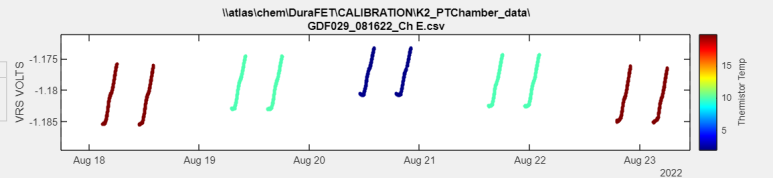 \\atlas\chem\DuraFET\CALIBRATION\K2_PTChamber_data\
GDF029_081622_Ch E.csv
VRS VOLTS
-1.175
-1.18
-1.185
Aug 18
Aug 19
Aug 20
Aug 21
Aug 22
Aug 23
2022
15
10
5
Thermistor Temp